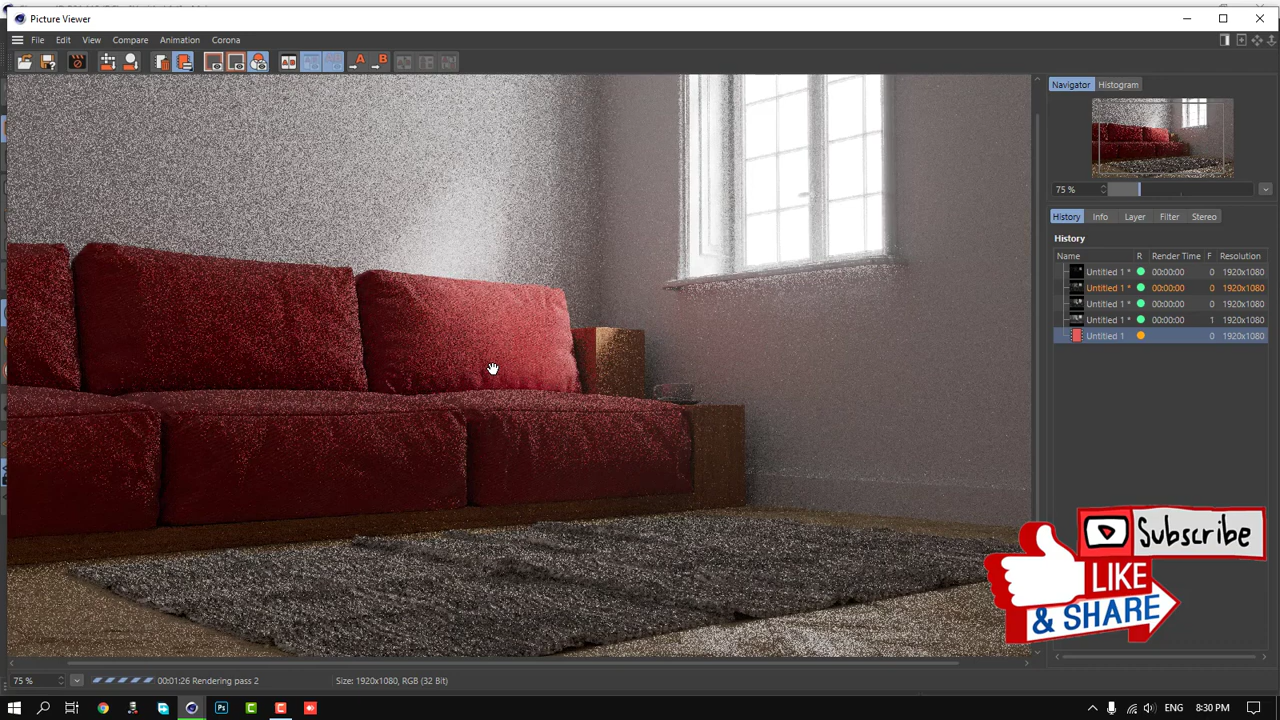 Picture Viewer
File Edit View Compare Animation Corona
A B
Navigator Histogram
75 %
History Info Layer Filter Stereo
History
Name R Render Time F Resolution
Untitled 1 * 00:00:00 0 1920x1080
Untitled 1 * 00:00:00 0 1920x1080
Untitled 1 * 00:00:00 0 1920x1080
Untitled 1 * 00:00:00 1 1920x1080
Untitled 1 0 1920x1080
Subscribe
LIKE
& SHARE
75 % 00:01:26 Rendering pass 2 Size: 1920x1080, RGB (32 Bit)
Ps C ENG 8:30 PM